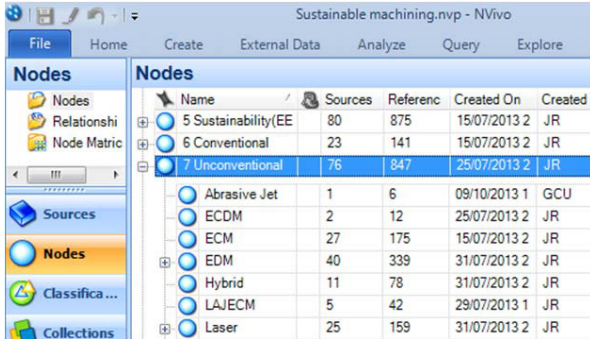 Sustainable machining.nvp - NVivo
File Home Create External Data Analyze Query Explore
Nodes
Nodes
Relationshi
Node Matric
Sources
Nodes
Classifica ...
Collections
Nodes
Name Sources Referenc Created On Created
5 Sustainability(EE 80 875 15/07/2013 2 JR
6 Conventional 23 141 15/07/2013 2 JR
7 Unconventional 76 847 25/07/2013 2 JR
Abrasive Jet 1 6 09/10/2013 1 GCU
ECDM 2 12 25/07/2013 2 JR
ECM 27 175 15/07/2013 2 JR
EDM 40 339 31/07/2013 2 JR
Hybrid 11 78 31/07/2013 2 JR
LAJECM 5 42 29/07/2013 1 JR
Laser 25 159 31/07/2013 2 JR